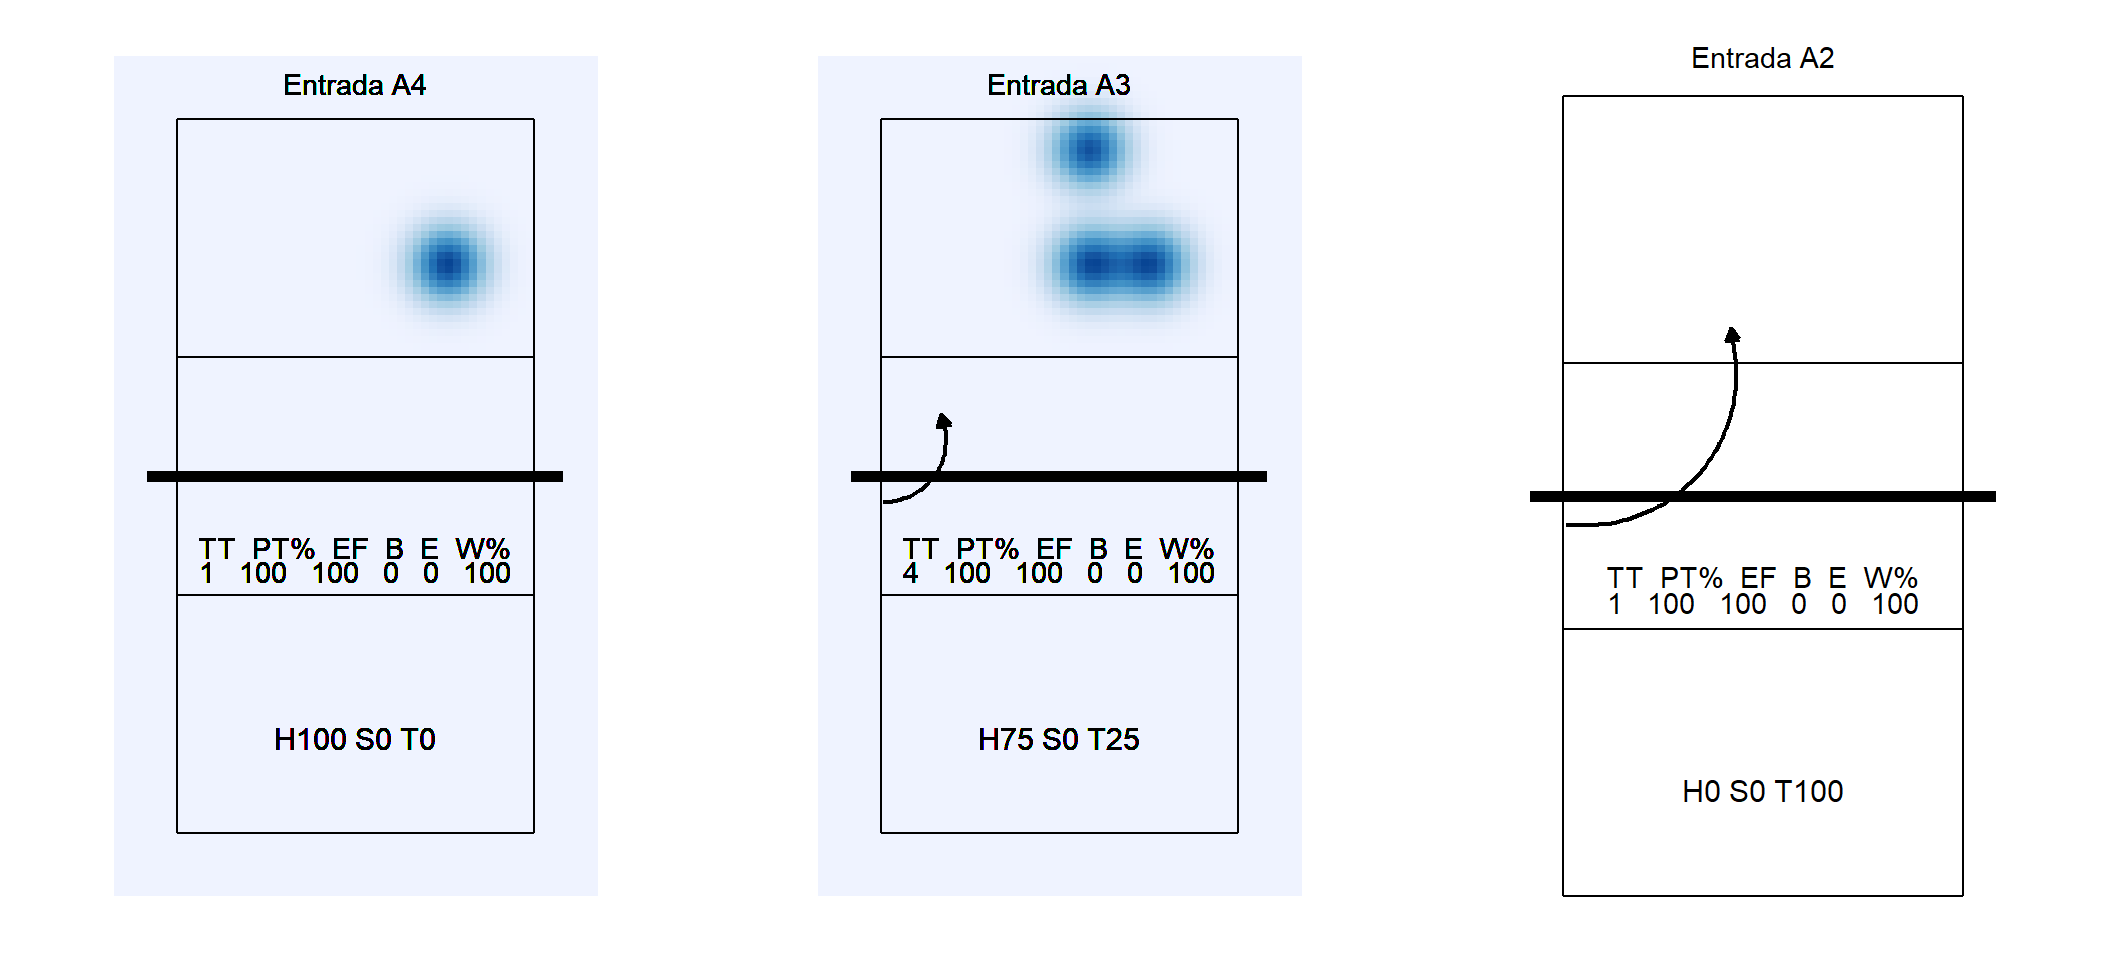 Entrada A4
TT PT% EF B E W%
1 100 100 0 0 100
H100 S0 T0
Entrada A3
TT PT% EF B E W%
4 100 100 0 0 100
H75 S0 T25
Entrada A2
TT PT% EF B E W%
1 100 100 0 0 100
H0 S0 T100